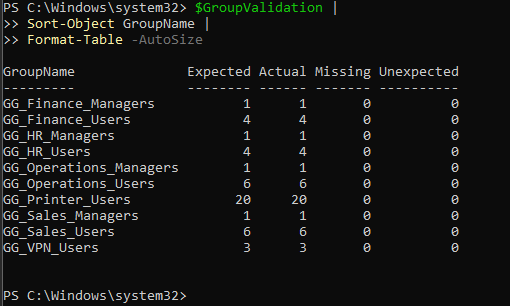 PS C:\Windows\system32> $GroupValidation |
>> Sort-Object GroupName |
>> Format-Table -AutoSize
GroupName Expected Actual Missing Unexpected
--------- -------- ------ ------- ----------
GG_Finance_Managers 1 1 0 0
GG_Finance_Users 4 4 0 0
GG_HR_Managers 1 1 0 0
GG_HR_Users 4 4 0 0
GG_Operations_Managers 1 1 0 0
GG_Operations_Users 6 6 0 0
GG_Printer_Users 20 20 0 0
GG_Sales_Managers 1 1 0 0
GG_Sales_Users 6 6 0 0
GG_VPN_Users 3 3 0 0
PS C:\Windows\system32>